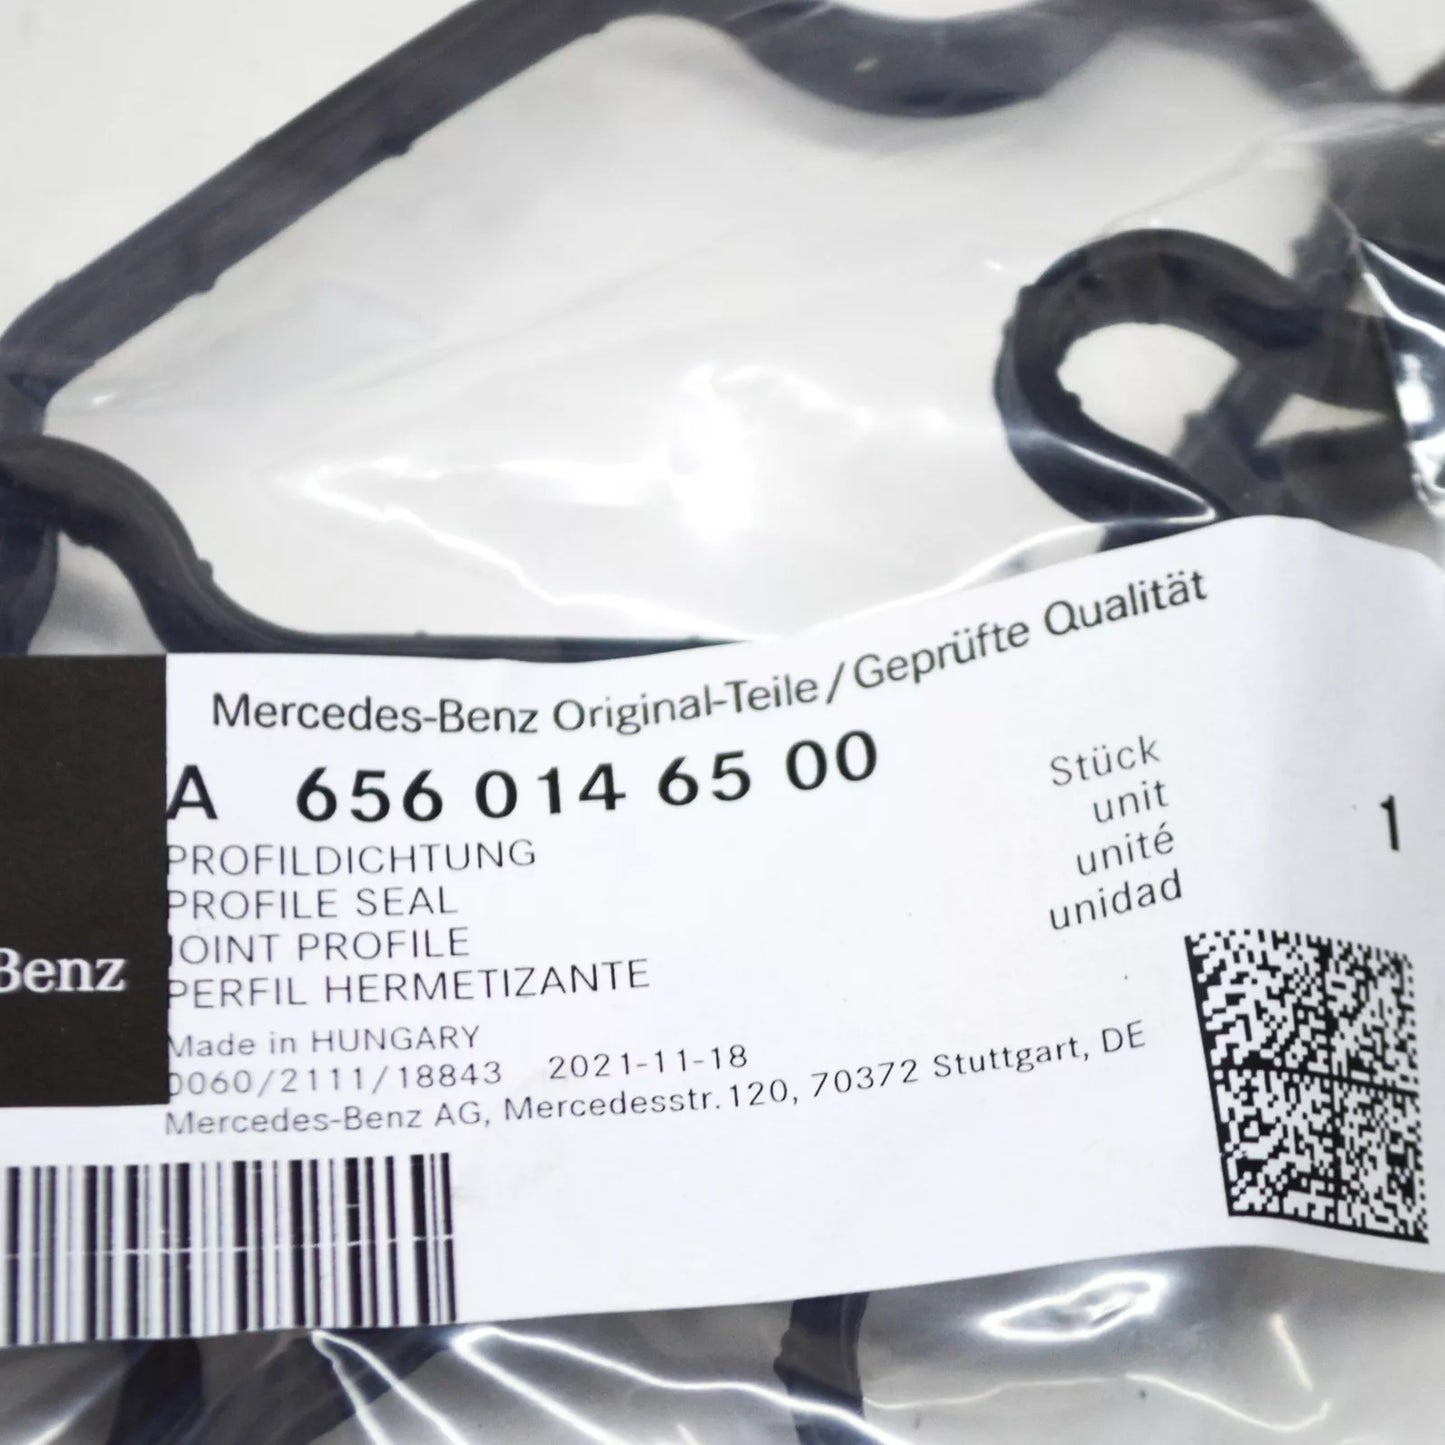 Mercedes-Benz Original-Teile/Geprüfte Qualität
A 656 014 65 00
PROFILDICHTUNG
PROFILE SEAL
JOINT PROFILE
PERFIL HERMETIZANTE
Stück
unit
unité
unidad
1
Benz
Made in HUNGARY
0060/2111/18843 2021-11-18
Mercedes-Benz AG, Mercedesstr.120, 70372 Stuttgart, DE